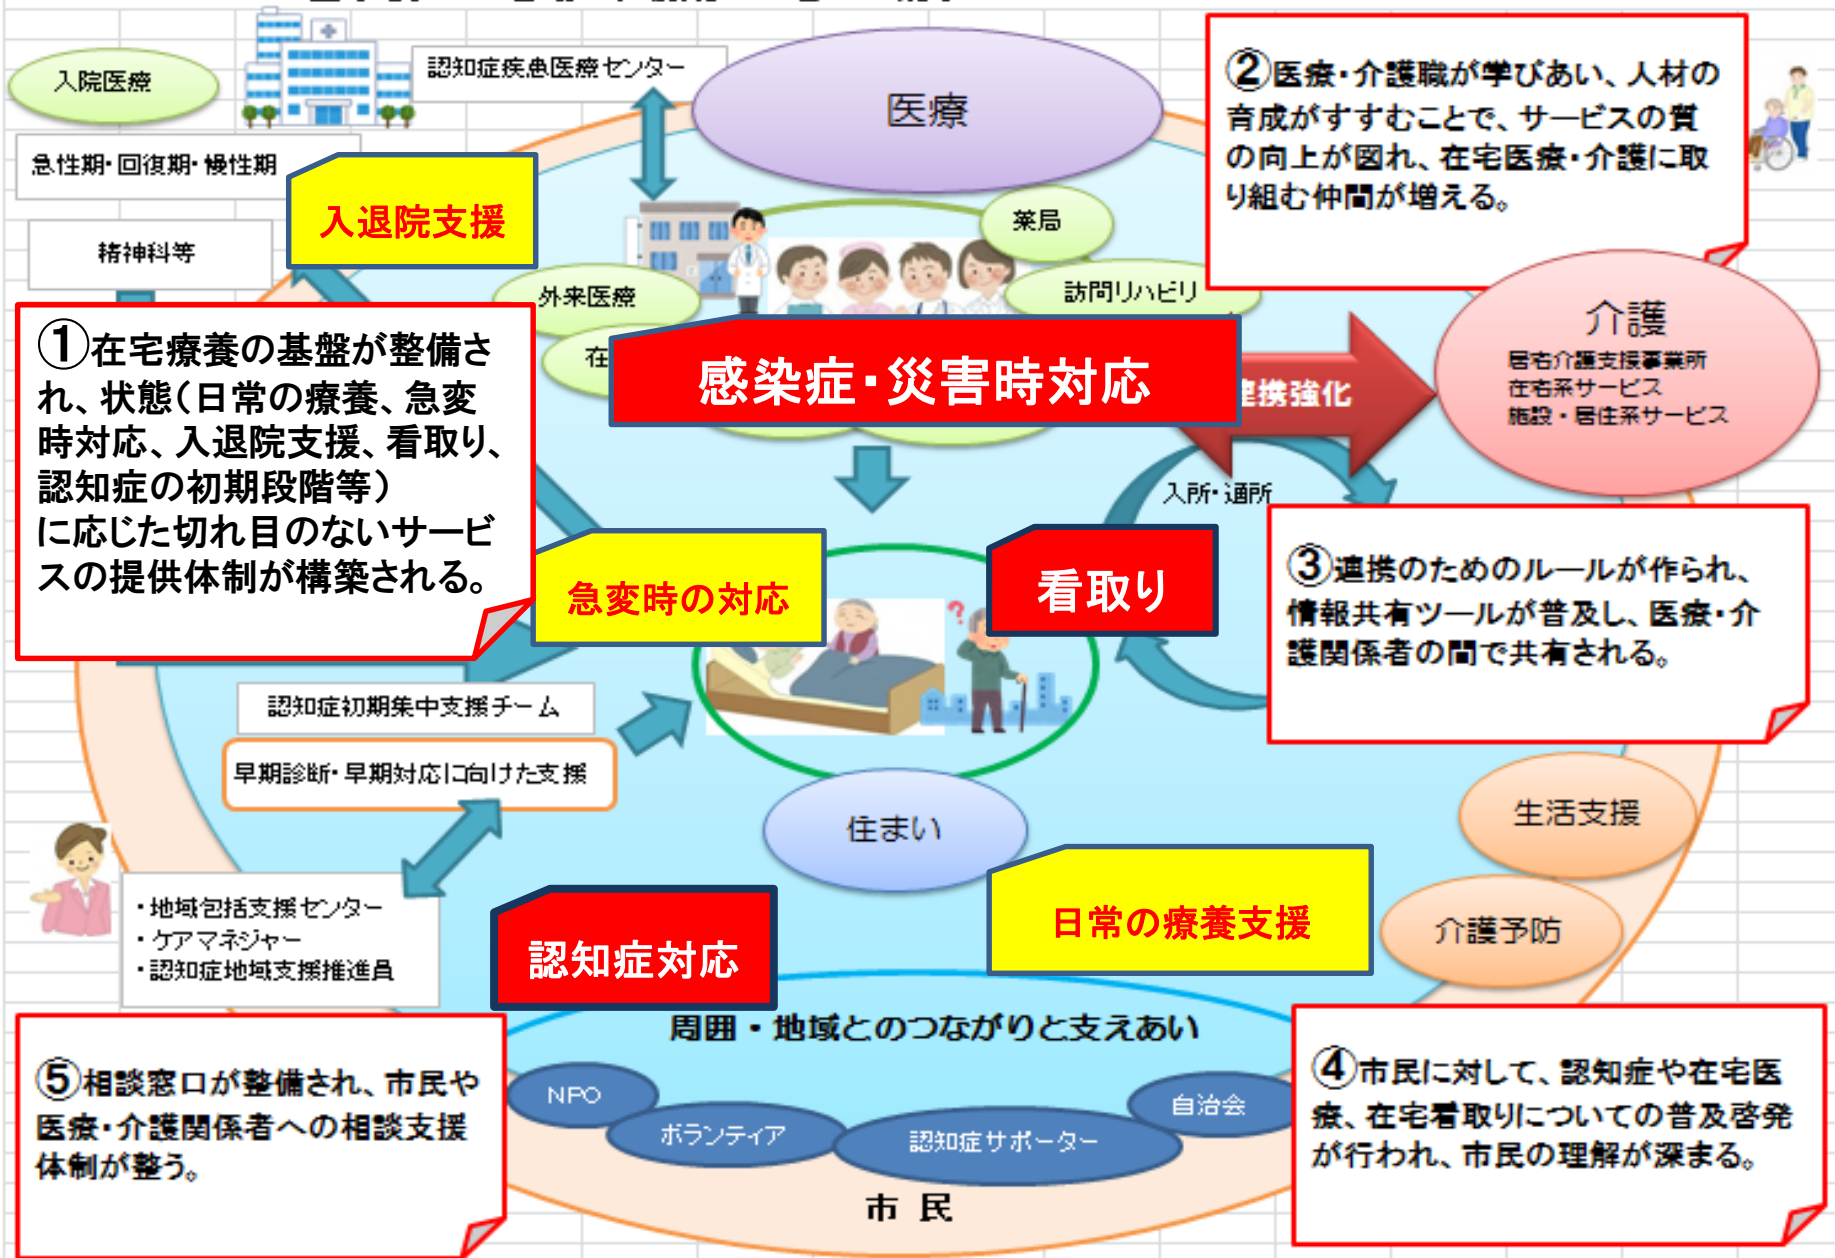 入院医療
認知症疾患医療センター
医療
②医療・介護職が学びあい、人材の
育成がすすむことで、サービスの質
の向上が図れ、在宅医療・介護に取
り組む仲間が増える。
急性期・回復期・慢性期
入退院支援
精神科等
薬局
外来医療
訪問リハビリ
在
介護
居宅介護支援事業所
在宅系サービス
施設・居住系サービス
①在宅療養の基盤が整備さ
れ、状態（日常の療養、急変
時対応、入退院支援、看取り、
認知症の初期段階等）
に応じた切れ目のないサービ
スの提供体制が構築される。
感染症・災害時対応
連携強化
入所・通所
急変時の対応
看取り
③連携のためのルールが作られ、
情報共有ツールが普及し、医療・介
護関係者の間で共有される。
?
認知症初期集中支援チーム
早期診断・早期対応に向けた支援
住まい
生活支援
介護予防
・地域包括支援センター
・ケアマネジャー
・認知症地域支援推進員
認知症対応
日常の療養支援
周囲・地域とのつながりと支えあい
⑤相談窓口が整備され、市民や
医療・介護関係者への相談支援
体制が整う。
NPO
ボランティア
認知症サポーター
自治会
④市民に対して、認知症や在宅医
療、在宅看取りについての普及啓発
が行われ、市民の理解が深まる。
市 民